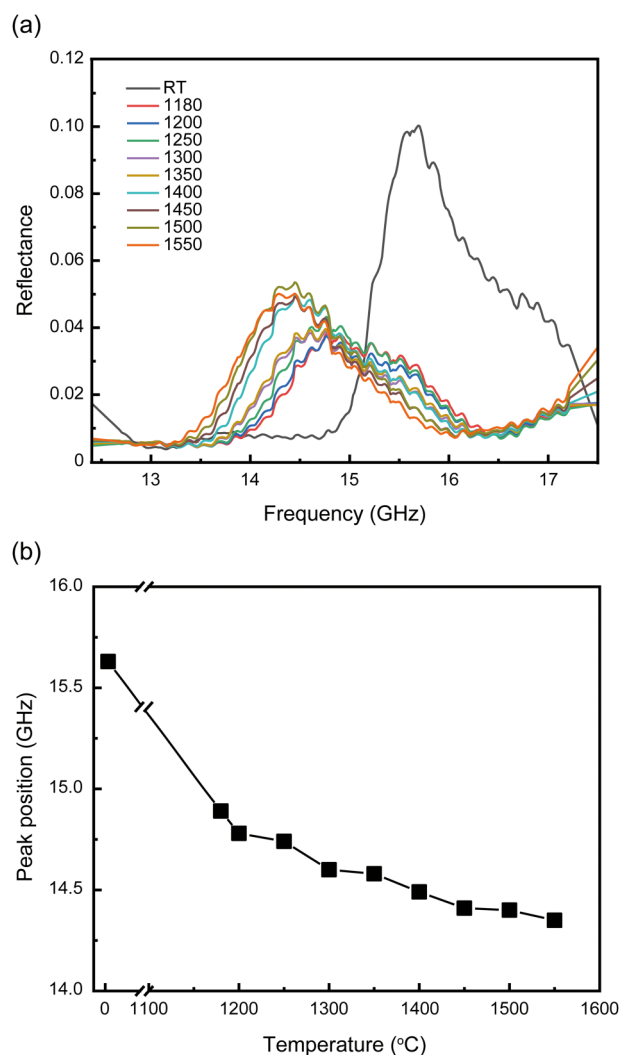 (a)
0.12
0.10
0.08
0.06
0.04
0.02
0
Reflectance
RT
1180
1200
1250
1300
1350
1400
1450
1500
1550
13 14 15 16 17
Frequency (GHz)
(b)
16.0
15.5
15.0
14.5
14.0
Peak position (GHz)
0 1100 1200 1300 1400 1500 1600
Temperature (°C)